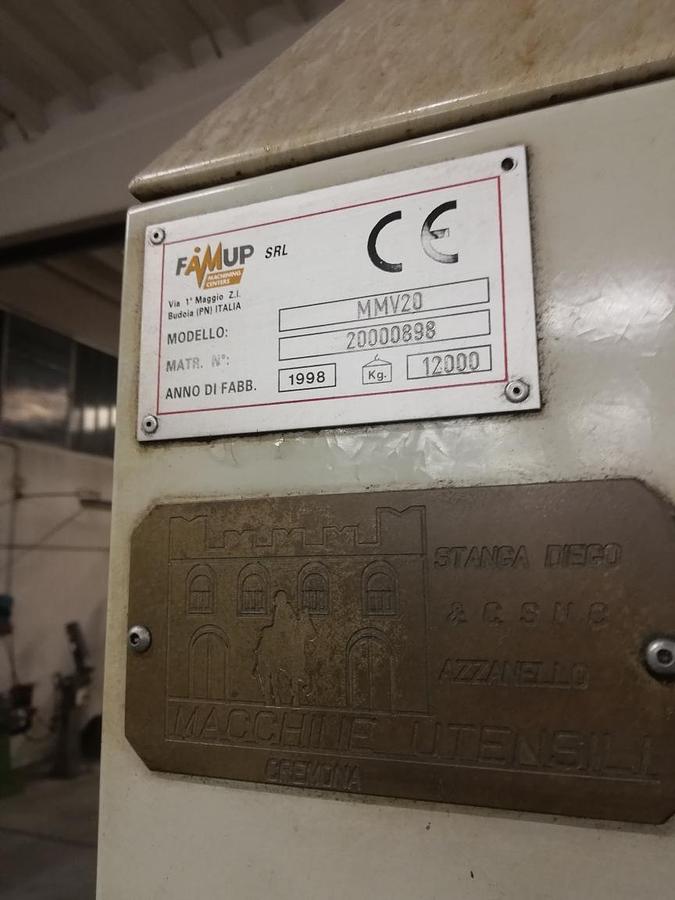 FAMUP SRL
MACHINING
CENTERS
CE
Via 1° Maggio Z.I.
Budoia (PN) ITALIA
MODELLO: MMV20
MATR. N°: 20000898
ANNO DI FABB. 1998 Kg. 12000
STANGA DIEGO
& C. S.N.C
AZZANELLO
MACCHINE UTENSILI
CREMONA